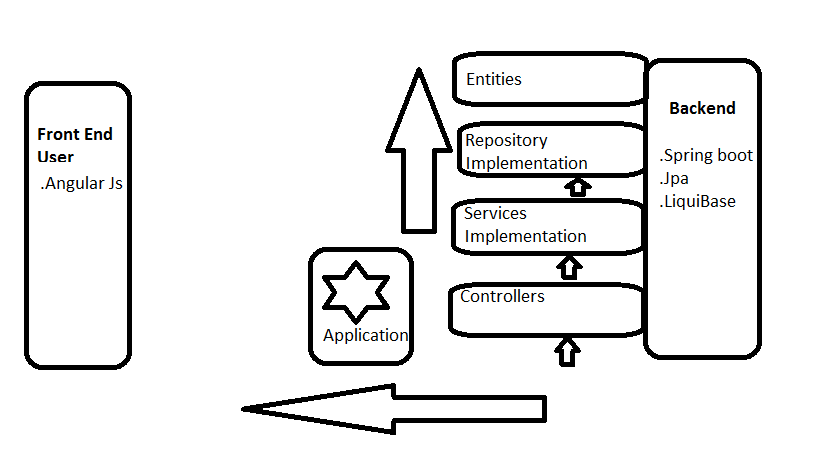 Front End
User
.Angular Js
Application
Entities
Repository
Implementation
Services
Implementation
Controllers
Backend
.Spring boot
.Jpa
.LiquiBase